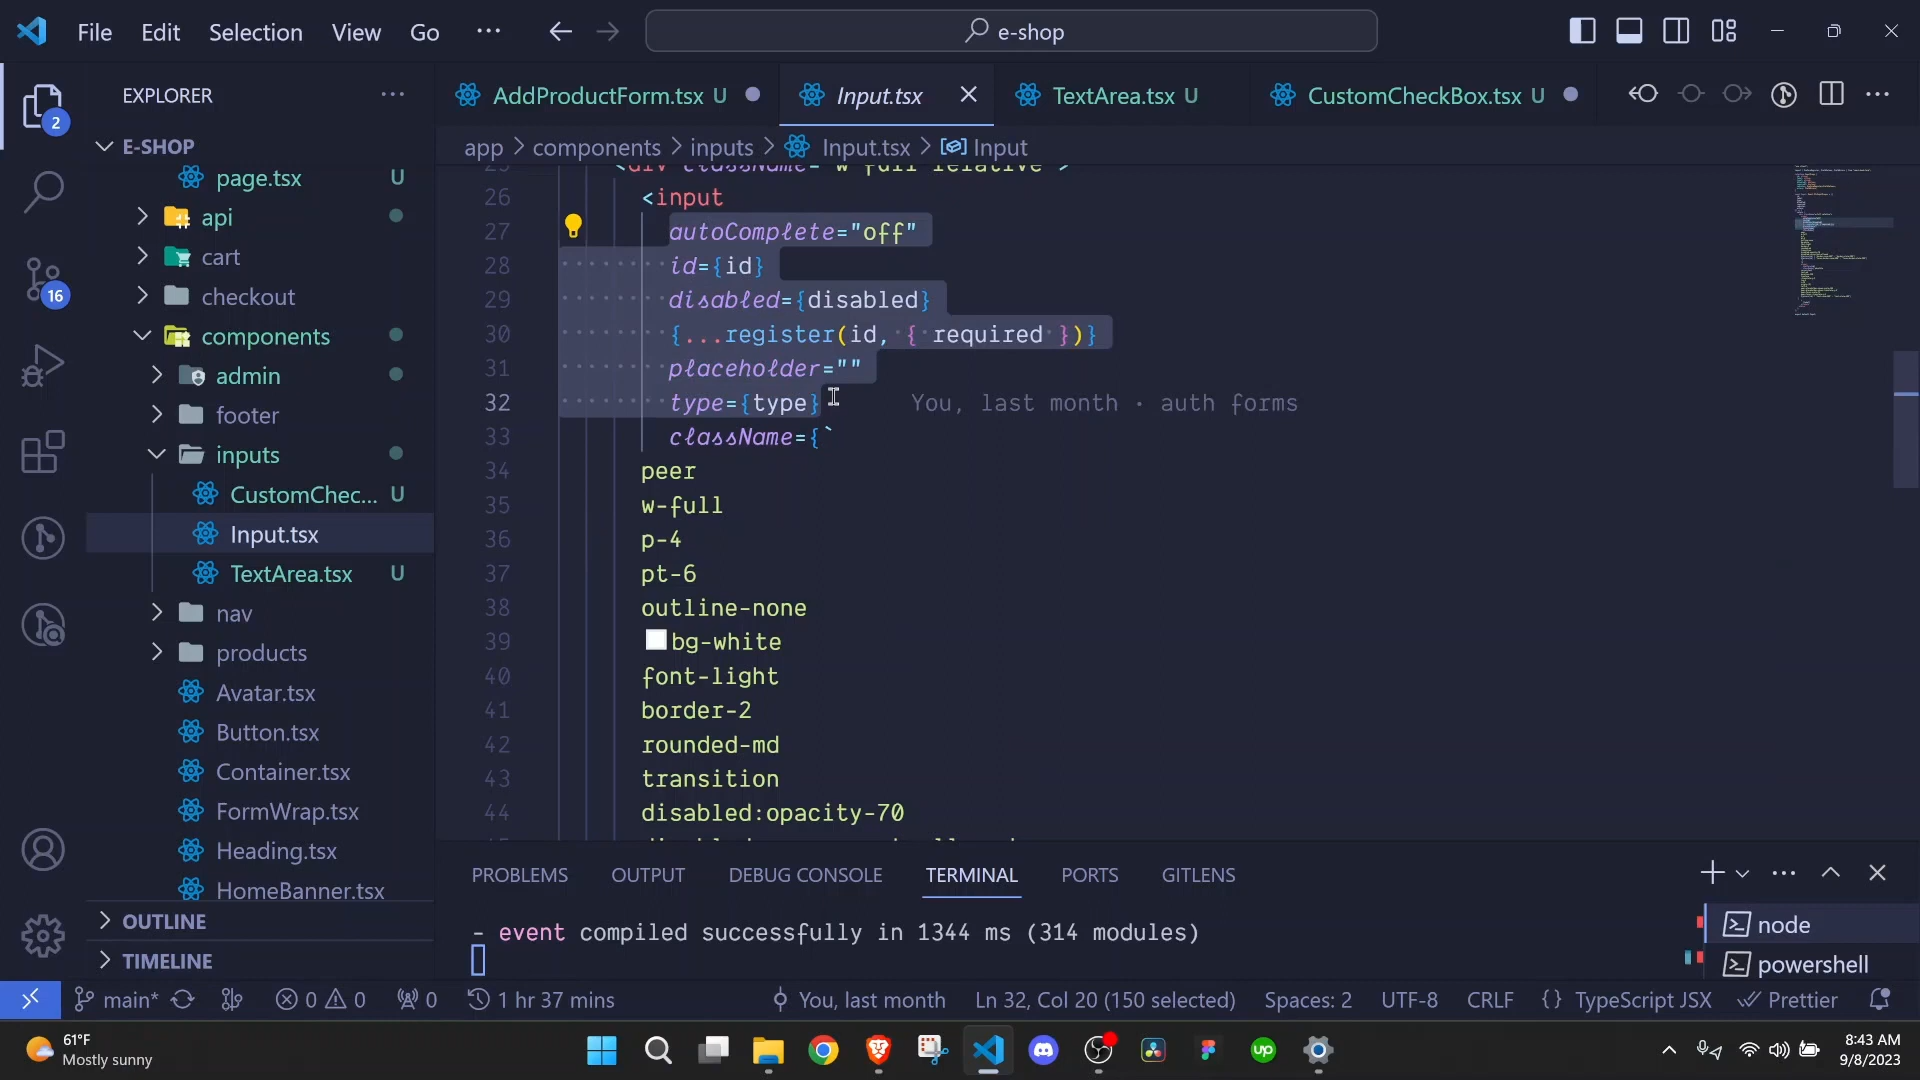 File Edit Selection View Go ··· e-shop
EXPLORER ···
AddProductForm.tsx U Input.tsx TextArea.tsx U CustomCheckBox.tsx U ···
2
E-SHOP
app > components > inputs > Input.tsx > Input
page.tsx U
api
cart
checkout
components
admin
footer
inputs
CustomChec... U
Input.tsx
TextArea.tsx U
nav
products
Avatar.tsx
Button.tsx
Container.tsx
FormWrap.tsx
Heading.tsx
HomeBanner.tsx
OUTLINE
TIMELINE
16
<div className="w-full relative">
26 <input
27 autoComplete="off"
28 id={id}
29 disabled={disabled}
30 {...register(id, { required })}
31 placeholder=""
32 type={type} You, last month · auth forms
33 className={`
34 peer
35 w-full
36 p-4
37 pt-6
38 outline-none
39 bg-white
40 font-light
41 border-2
42 rounded-md
43 transition
44 disabled:opacity-70
PROBLEMS OUTPUT DEBUG CONSOLE TERMINAL PORTS GITLENS
- event compiled successfully in 1344 ms (314 modules)
node
powershell
main* 0 0 0 1 hr 37 mins You, last month Ln 32, Col 20 (150 selected) Spaces: 2 UTF-8 CRLF {} TypeScript JSX Prettier
61°F
Mostly sunny
up
8:43 AM
9/8/2023